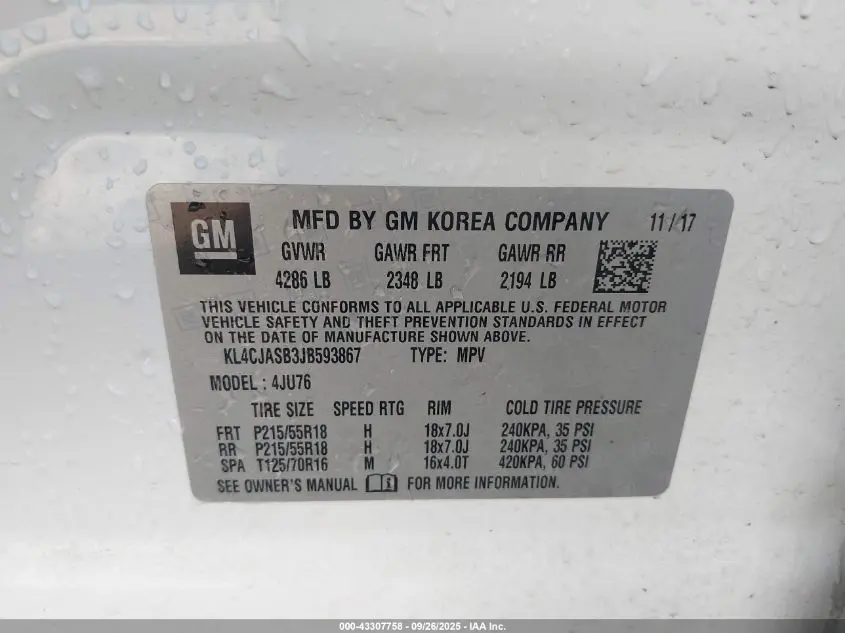 GM
MFD BY GM KOREA COMPANY 11/17
GVWR GAWR FRT GAWR RR
4286 LB 2348 LB 2194 LB
THIS VEHICLE CONFORMS TO ALL APPLICABLE U.S. FEDERAL MOTOR
VEHICLE SAFETY AND THEFT PREVENTION STANDARDS IN EFFECT
ON THE DATE OF MANUFACTURE SHOWN ABOVE.
KL4CJASB3JB593867 TYPE: MPV
MODEL: 4JU76
TIRE SIZE SPEED RTG RIM COLD TIRE PRESSURE
FRT P215/55R18 H 18x7.0J 240KPA, 35 PSI
RR P215/55R18 H 18x7.0J 240KPA, 35 PSI
SPA T125/70R16 M 16x4.0T 420KPA, 60 PSI
SEE OWNER'S MANUAL FOR MORE INFORMATION.
000-43307758 - 09/26/2025 - IAA Inc.